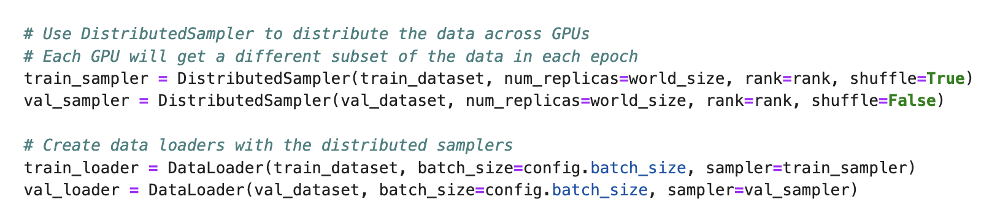 # Use DistributedSampler to distribute the data across GPUs
# Each GPU will get a different subset of the data in each epoch
train_sampler = DistributedSampler(train_dataset, num_replicas=world_size, rank=rank, shuffle=True)
val_sampler = DistributedSampler(val_dataset, num_replicas=world_size, rank=rank, shuffle=False)
# Create data loaders with the distributed samplers
train_loader = DataLoader(train_dataset, batch_size=config.batch_size, sampler=train_sampler)
val_loader = DataLoader(val_dataset, batch_size=config.batch_size, sampler=val_sampler)